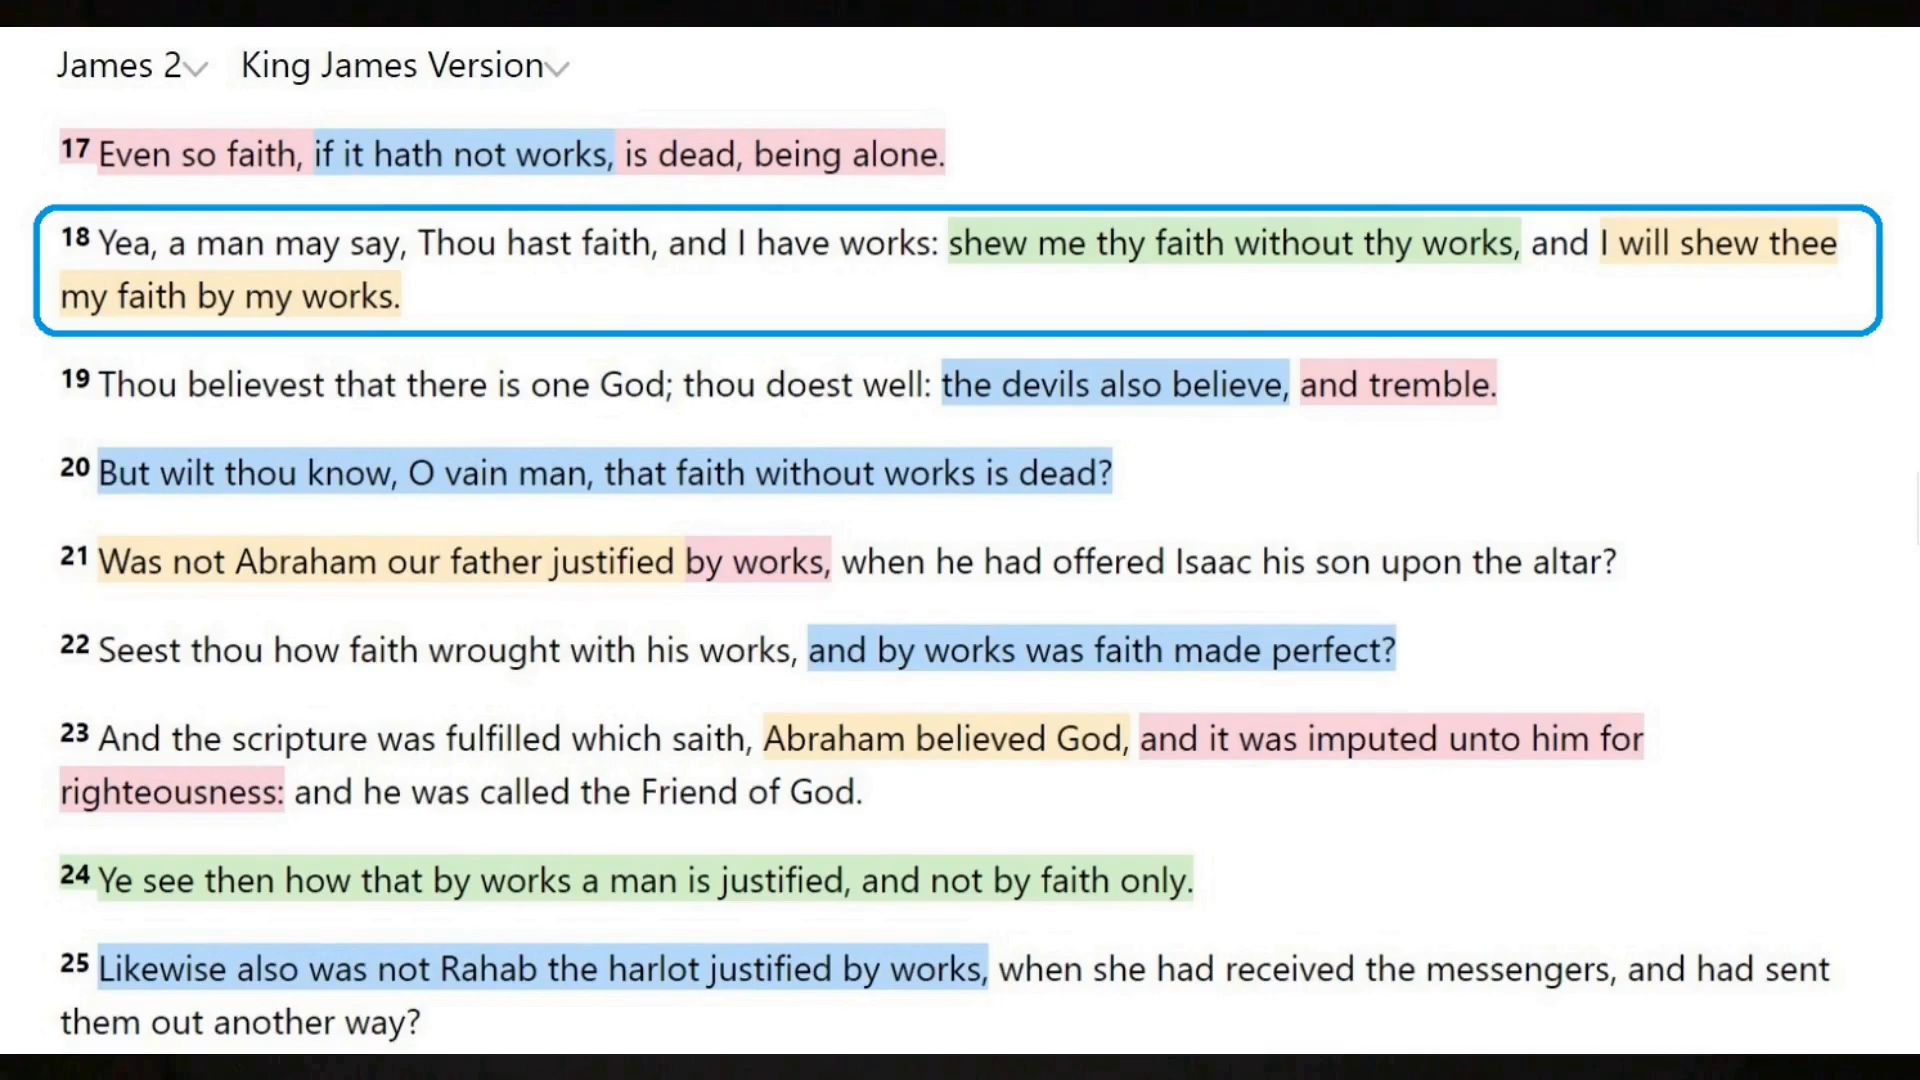 James 2 King James Version
17 Even so faith, if it hath not works, is dead, being alone.
18 Yea, a man may say, Thou hast faith, and I have works: shew me thy faith without thy works, and I will shew thee
my faith by my works.
19 Thou believest that there is one God; thou doest well: the devils also believe, and tremble.
20 But wilt thou know, O vain man, that faith without works is dead?
21 Was not Abraham our father justified by works, when he had offered Isaac his son upon the altar?
22 Seest thou how faith wrought with his works, and by works was faith made perfect?
23 And the scripture was fulfilled which saith, Abraham believed God, and it was imputed unto him for
righteousness: and he was called the Friend of God.
24 Ye see then how that by works a man is justified, and not by faith only.
25 Likewise also was not Rahab the harlot justified by works, when she had received the messengers, and had sent
them out another way?